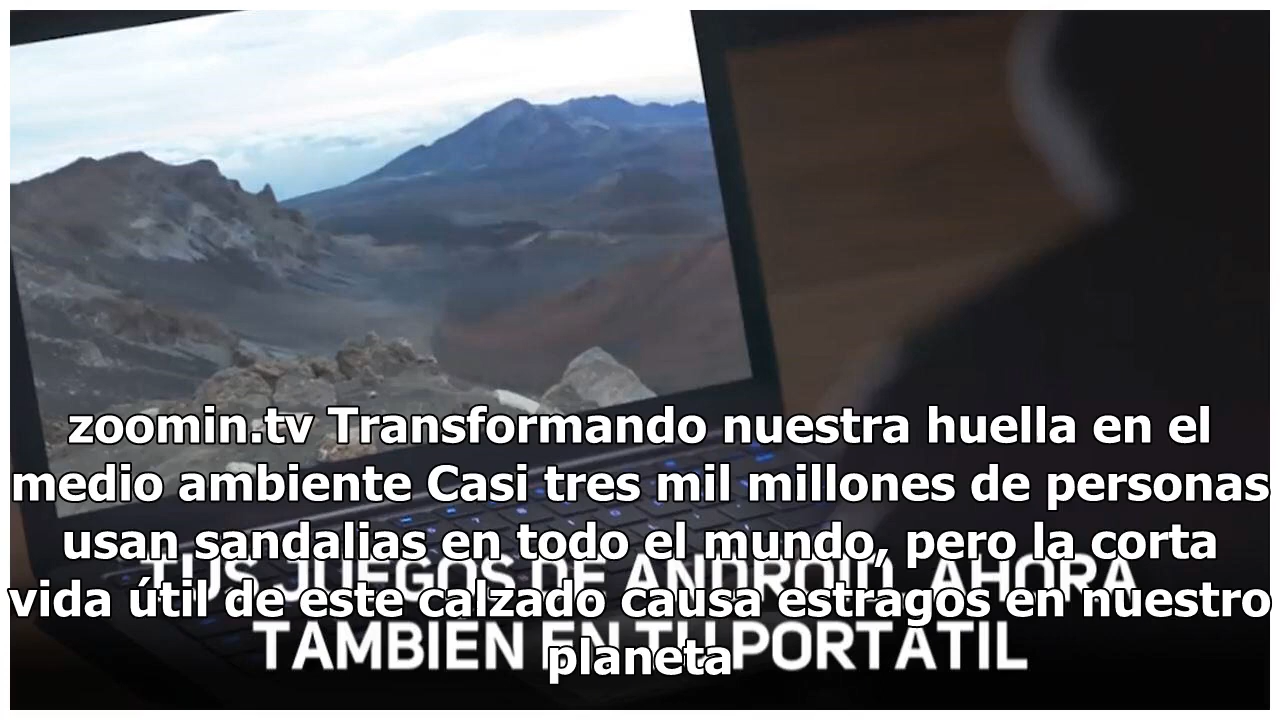 zoomin.tv Transformando nuestra huella en el
medio ambiente Casi tres mil millones de personas
usan sandalias en todo el mundo, pero la corta
TUS JUEGOS DE ANDROID, AHORA
vida útil de este calzado causa estragos en nuestro
TAMBIÉN EN TU PORTÁTIL
planeta